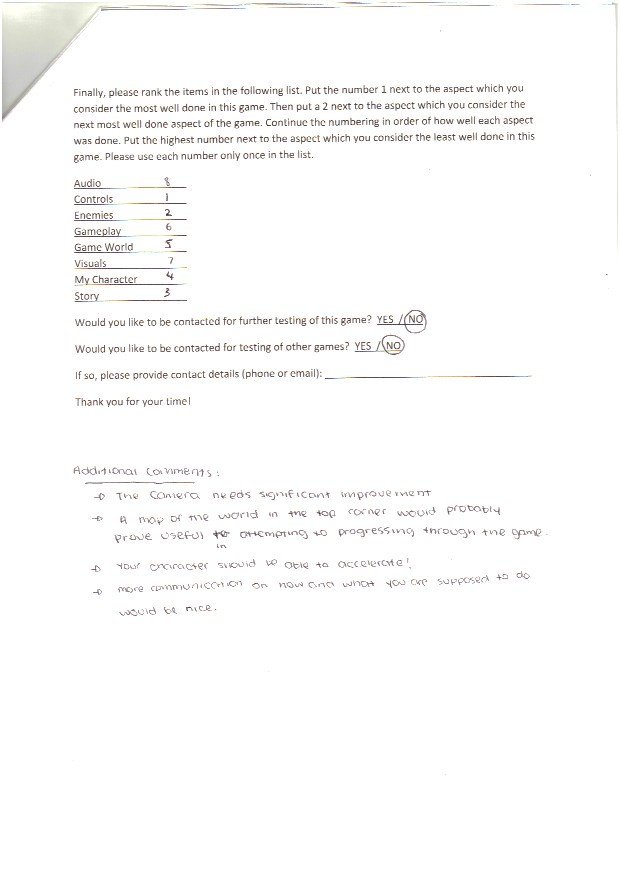 Finally, please rank the items in the following list. Put the number 1 next to the aspect which you
consider the most well done in this game. Then put a 2 next to the aspect which you consider the
next most well done aspect of the game. Continue the numbering in order of how well each aspect
was done. Put the highest number next to the aspect which you consider the least well done in this
game. Please use each number only once in the list.
Audio 8
Controls 1
Enemies 2
Gameplay 6
Game World 5
Visuals 7
My Character 4
Story 3
Would you like to be contacted for further testing of this game? YES / NO
Would you like to be contacted for testing of other games? YES / NO
If so, please provide contact details (phone or email):
Thank you for your time!
Additional Comments:
→ The camera needs significant improvement
→ A map of the world in the top corner would probably
prove useful in attempting to progressing through the game.
→ Your character should be able to accelerate!
→ more communication on how and what you are supposed to do
would be nice.